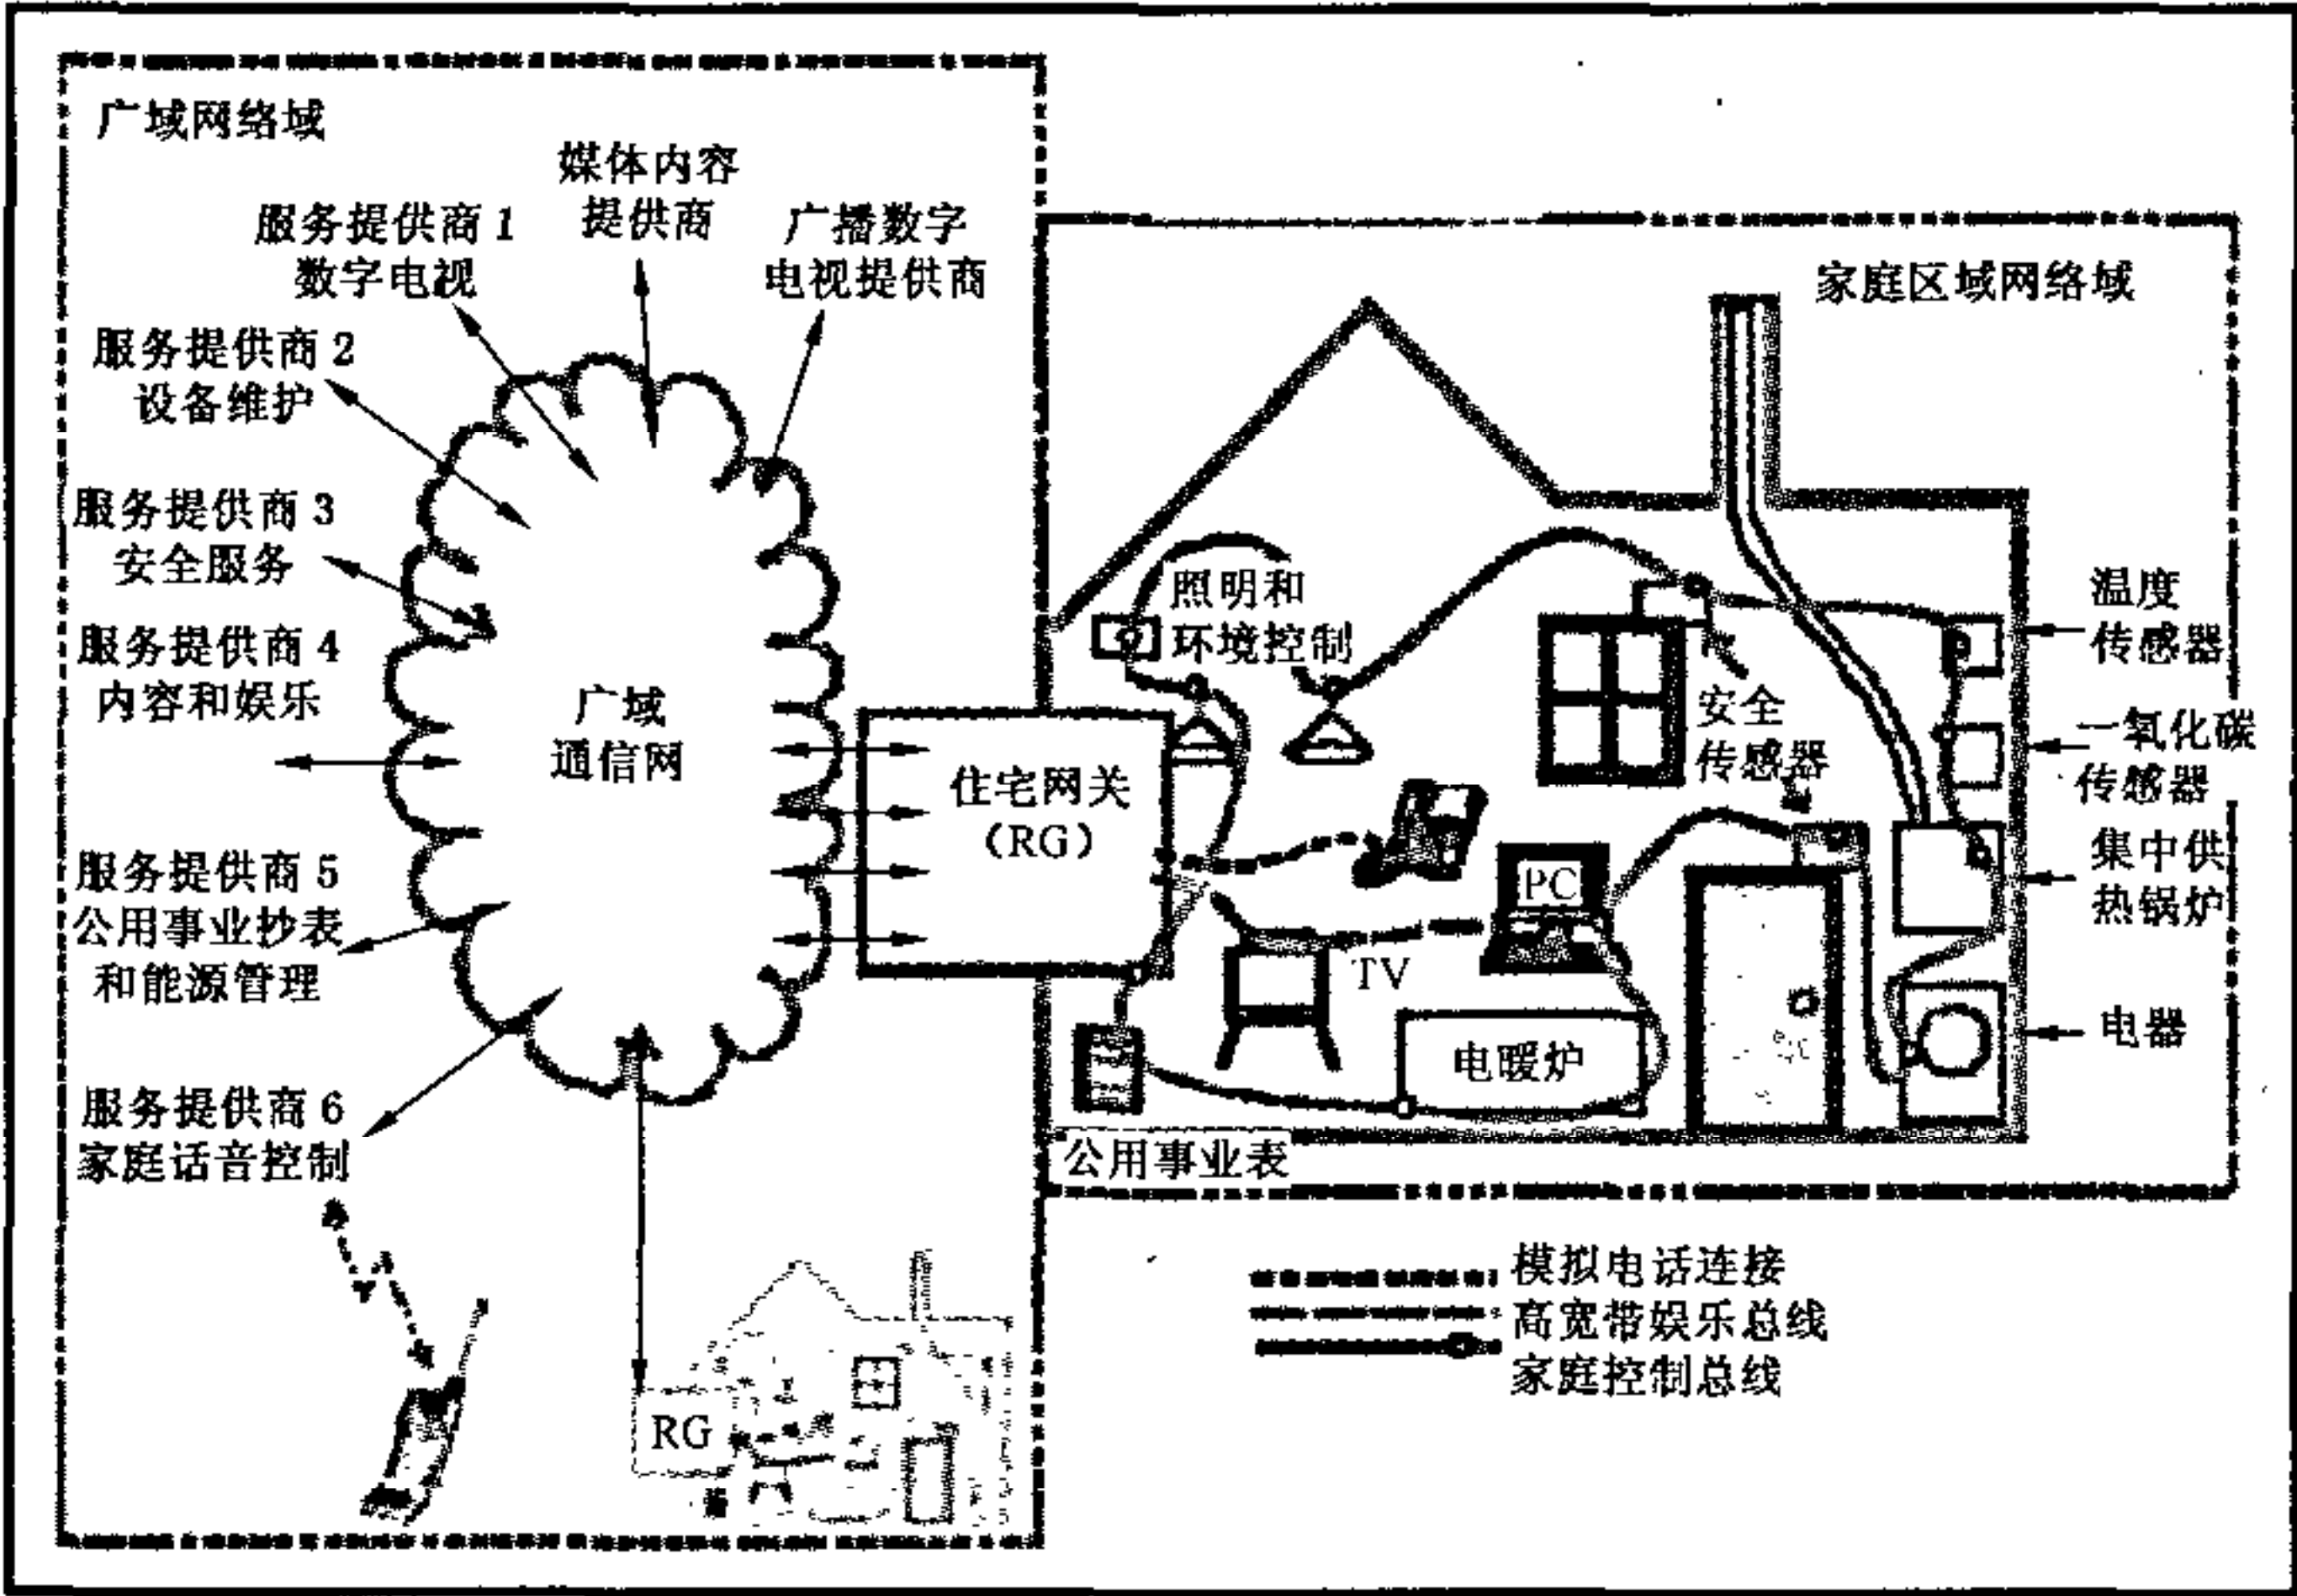 广域网络域
媒体内容
提供商
服务提供商 1
数字电视
广播数字
电视提供商
服务提供商 2
设备维护
服务提供商 3
安全服务
服务提供商 4
内容和娱乐
广域
通信网
服务提供商 5
公用事业抄表
和能源管理
服务提供商 6
家庭话音控制
RG
住宅网关
（RG）
家庭区域网络域
照明和
环境控制
安全
传感器
温度
传感器
一氧化碳
传感器
集中供
热锅炉
PC
TV
电暖炉
电器
公用事业表
模拟电话连接
高宽带娱乐总线
家庭控制总线